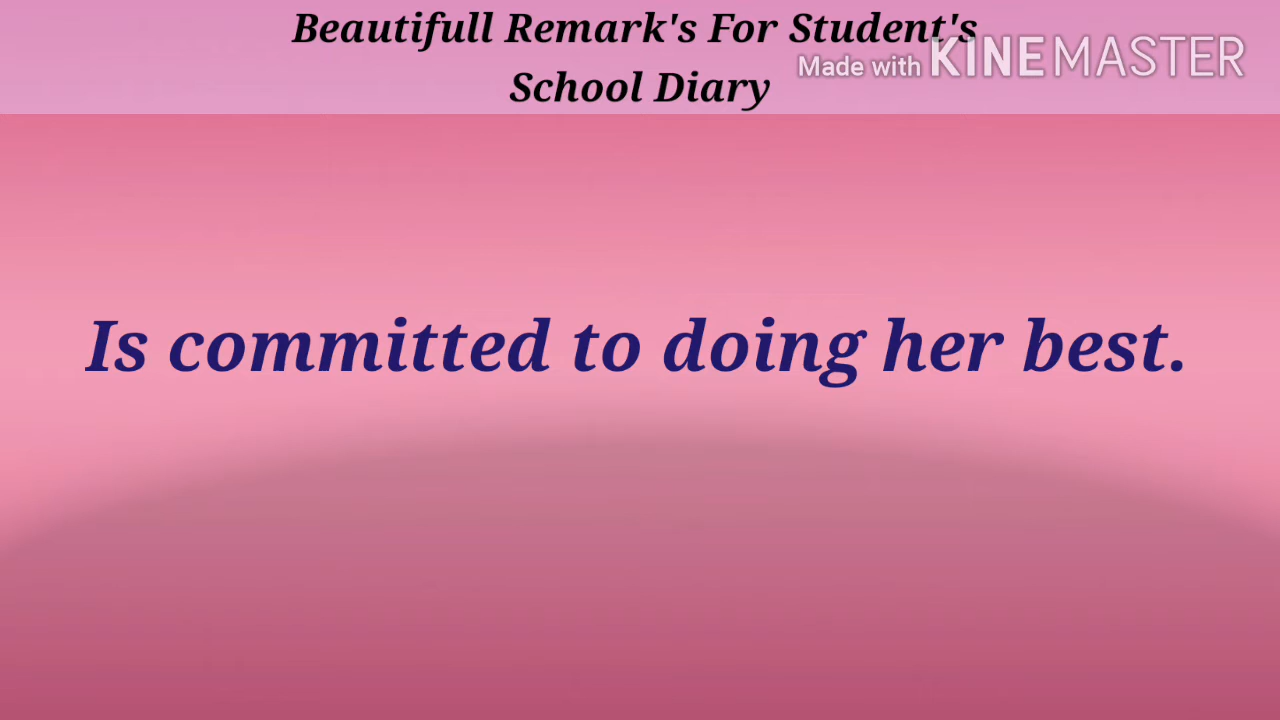 Beautifull Remark's For Student's
School Diary
Made with KINEMASTER
Is committed to doing her best.